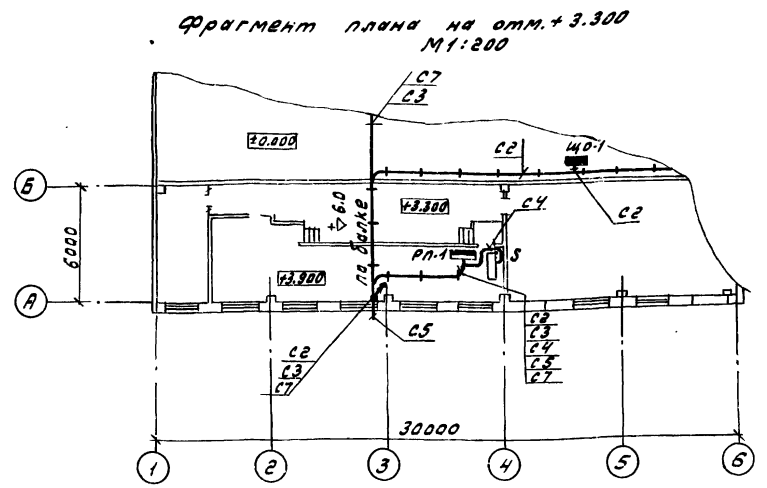 Фрагмент плана на отм. +3.300
М1:200
С7
С3
±0.000
С2
ЩО-1
Б
6000
по балке
6.0
+3.300
С4
С2
РП-1
S
+3.900
А
С5
С2
С3
С7
С2
С3
С4
С5
С7
30000
1
2
3
4
5
6